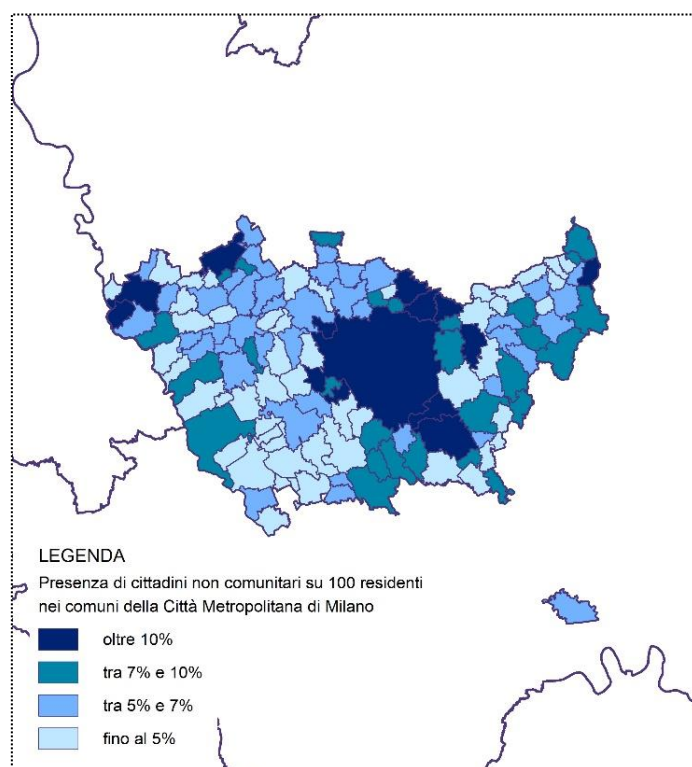 LEGENDA
Presenza di cittadini non comunitari su 100 residenti
nei comuni della Città Metropolitana di Milano
oltre 10%
tra 7% e 10%
tra 5% e 7%
fino al 5%